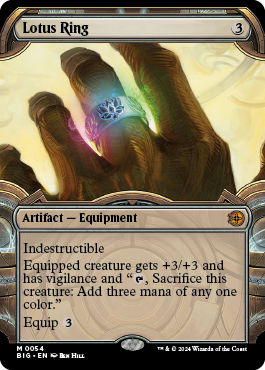 Lotus Ring 3
Artifact — Equipment
Indestructible
Equipped creature gets +3/+3 and
has vigilance and “, Sacrifice this
creature: Add three mana of any one
color.”
Equip 3
M 0054
BIG • EN Ben Hill
™ & © 2024 Wizards of the Coast